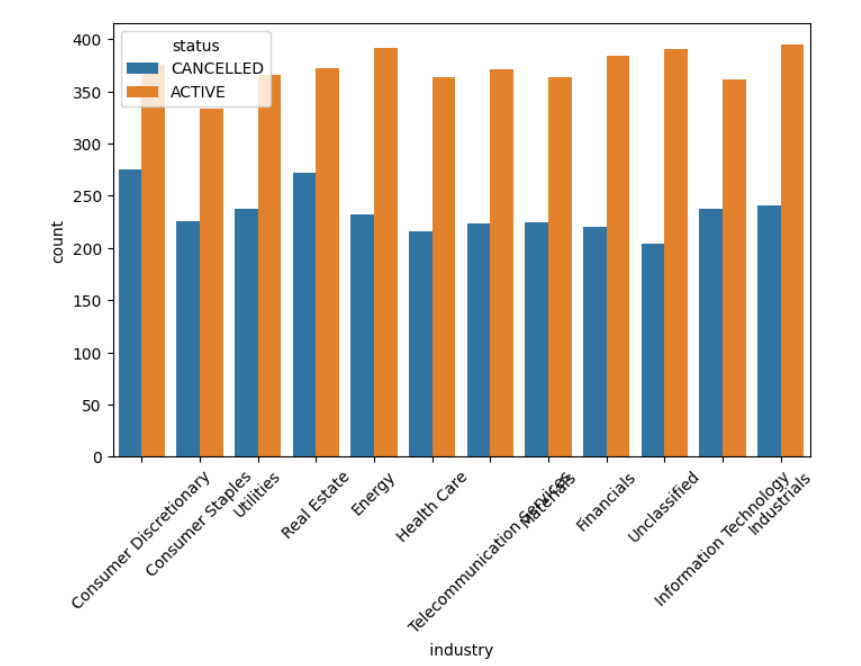 status
CANCELLED
ACTIVE
400
350
300
250
200
150
100
50
0
count
Consumer Discretionary
Consumer Staples
Utilities
Real Estate
Energy
Health Care
Telecommunication Services
Materials
Financials
Unclassified
Information Technology
Industrials
industry